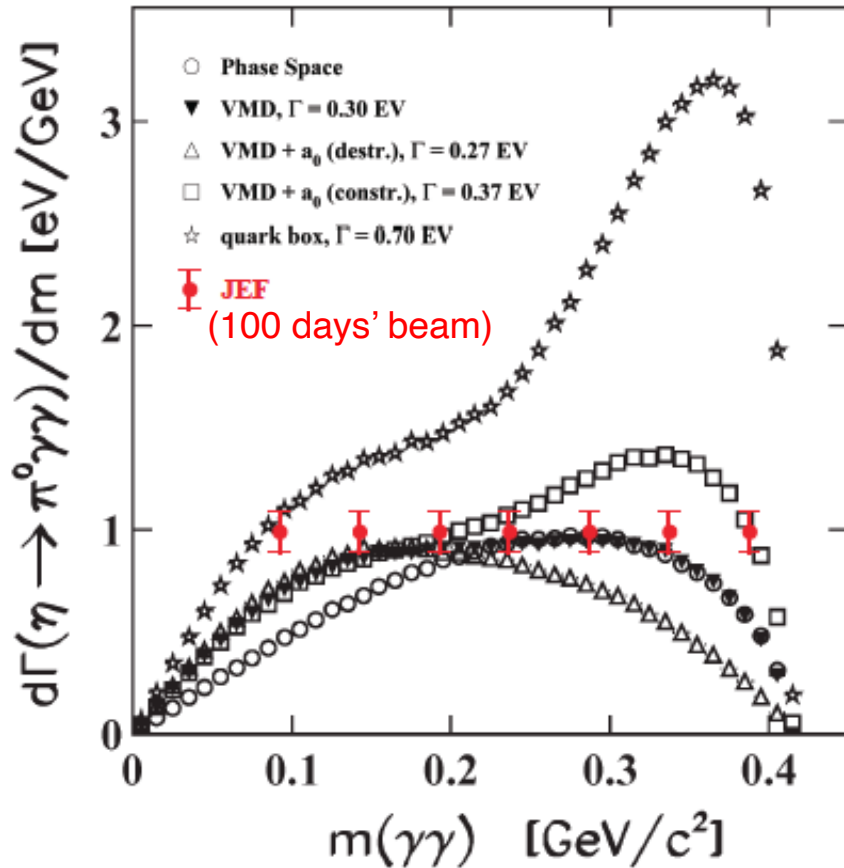 3
2
1
0
0
0.1
0.2
0.3
0.4
dΓ(η → π⁰γγ)/dm [eV/GeV]
Phase Space
VMD, Γ = 0.30 EV
VMD + a₀ (destr.), Γ = 0.27 EV
VMD + a₀ (constr.), Γ = 0.37 EV
quark box, Γ = 0.70 EV
JEF
(100 days’ beam)
m(γγ) [GeV/c²]